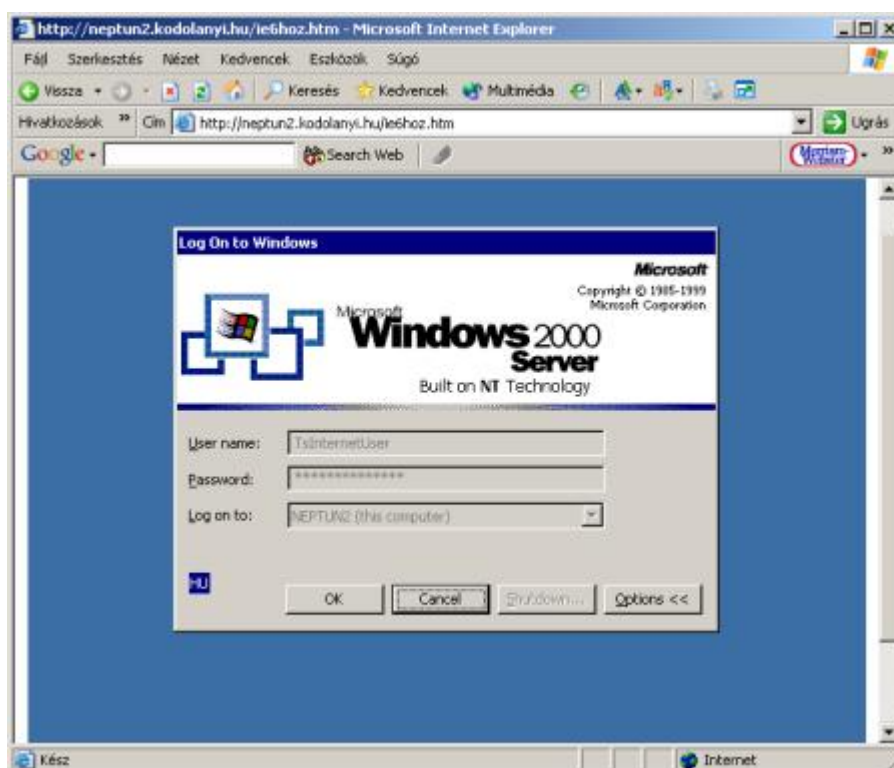 http://neptun2.kodolanyi.hu/ie6hoz.htm - Microsoft Internet Explorer
Fájl Szerkesztés Nézet Kedvencek Eszközök Súgó
Vissza Keresés Kedvencek Multimédia
Hivatkozások » Cím http://neptun2.kodolanyi.hu/ie6hoz.htm Ugrás
Google Search Web Merriam-Webster »
Log On to Windows
Microsoft
Copyright © 1985-1999
Microsoft Corporation
Microsoft
Windows 2000
Server
Built on NT Technology
User name: TsInternetUser
Password: **************
Log on to: NEPTUN2 (this computer)
HU
OK Cancel Shutdown... Options <<
Kész Internet